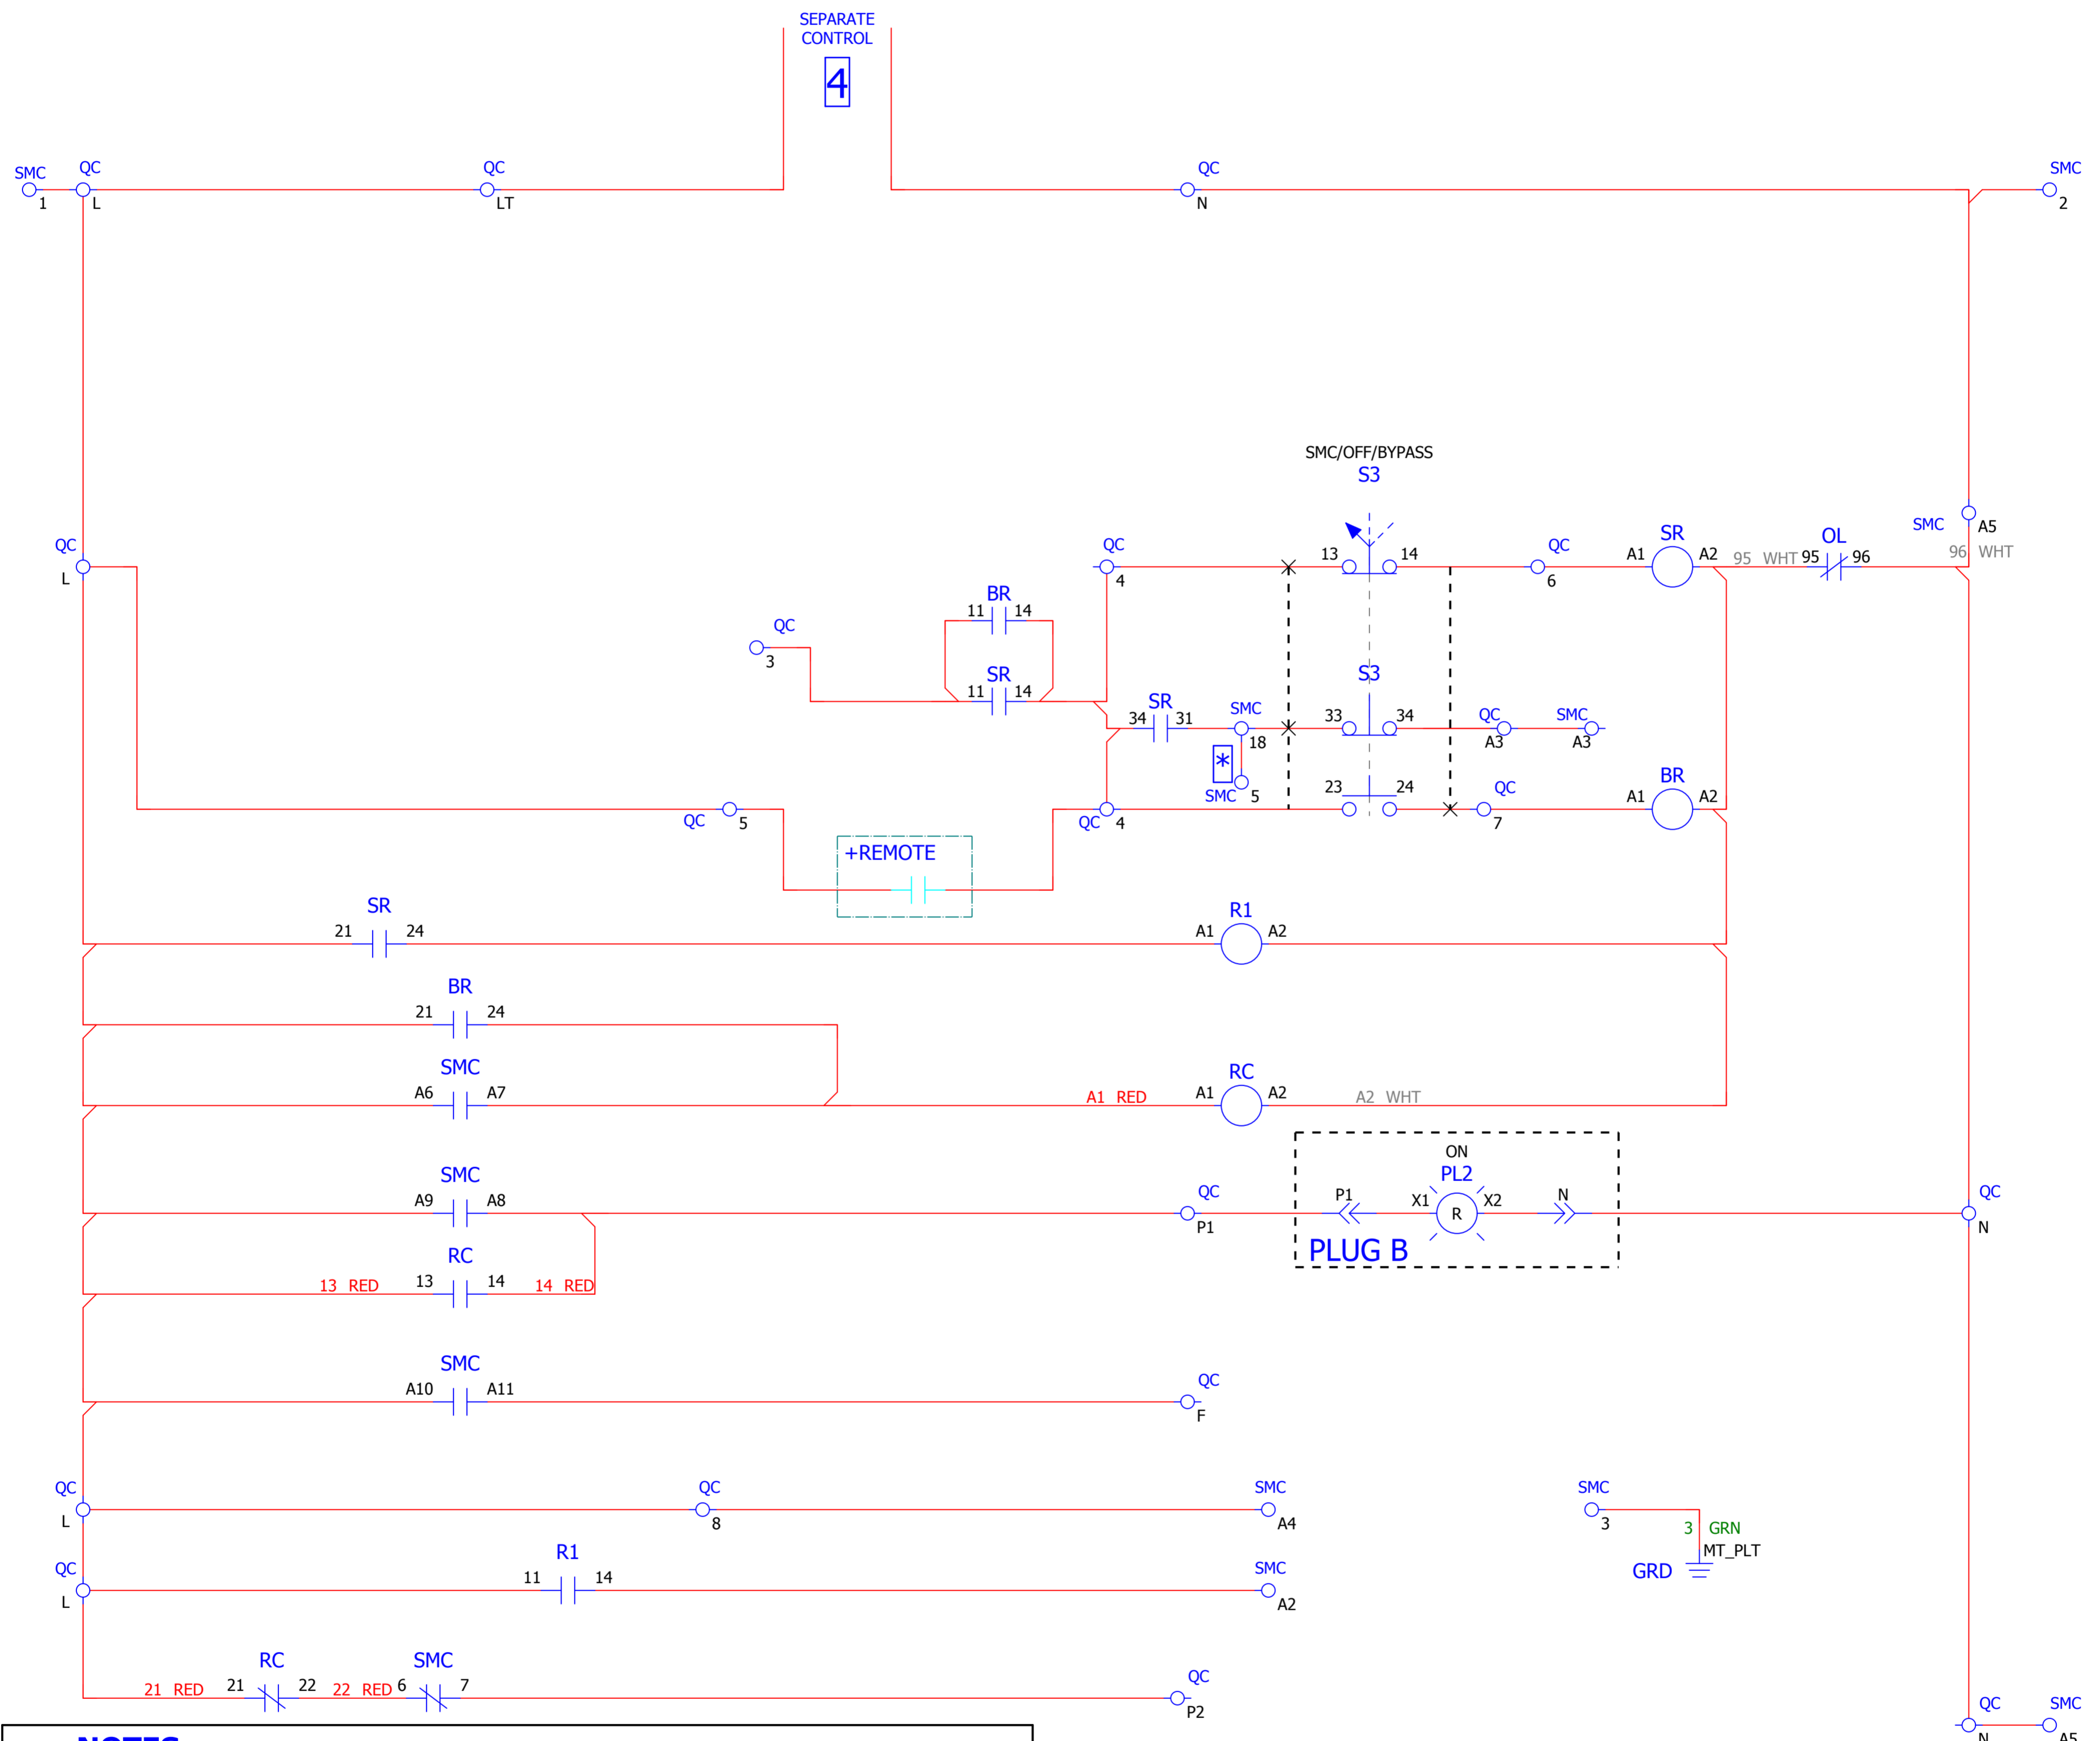 SEPARATE
CONTROL
4
SMC QC QC QC SMC
1 L LT N 2
SMC/OFF/BYPASS
S3
QC QC 13 14 QC SR OL SMC A5
L 4 6 A1 A2 95 WHT 95 96 96 WHT
BR
11 14
QC
3
SR S3
11 14
SR SMC QC SMC
34 31 18 33 34 A3 A3
*
SMC 5
23 24 QC BR
QC 5 QC 4 7 A1 A2
+REMOTE
SR R1
21 24 A1 A2
BR
21 24
SMC RC
A6 A7 A1 RED A1 A2 A2 WHT
ON
SMC PL2
A9 A8 QC P1 X1 R X2 N QC
P1 N
PLUG B
RC
13 RED 13 14 14 RED
SMC
A10 A11 QC
F
QC QC SMC SMC
L 8 A4 3
3 GRN
MT_PLT
GRD
QC R1 SMC
L 11 14 A2
RC SMC QC
21 RED 21 22 22 RED 6 7 P2
QC SMC
N A5
NOTES